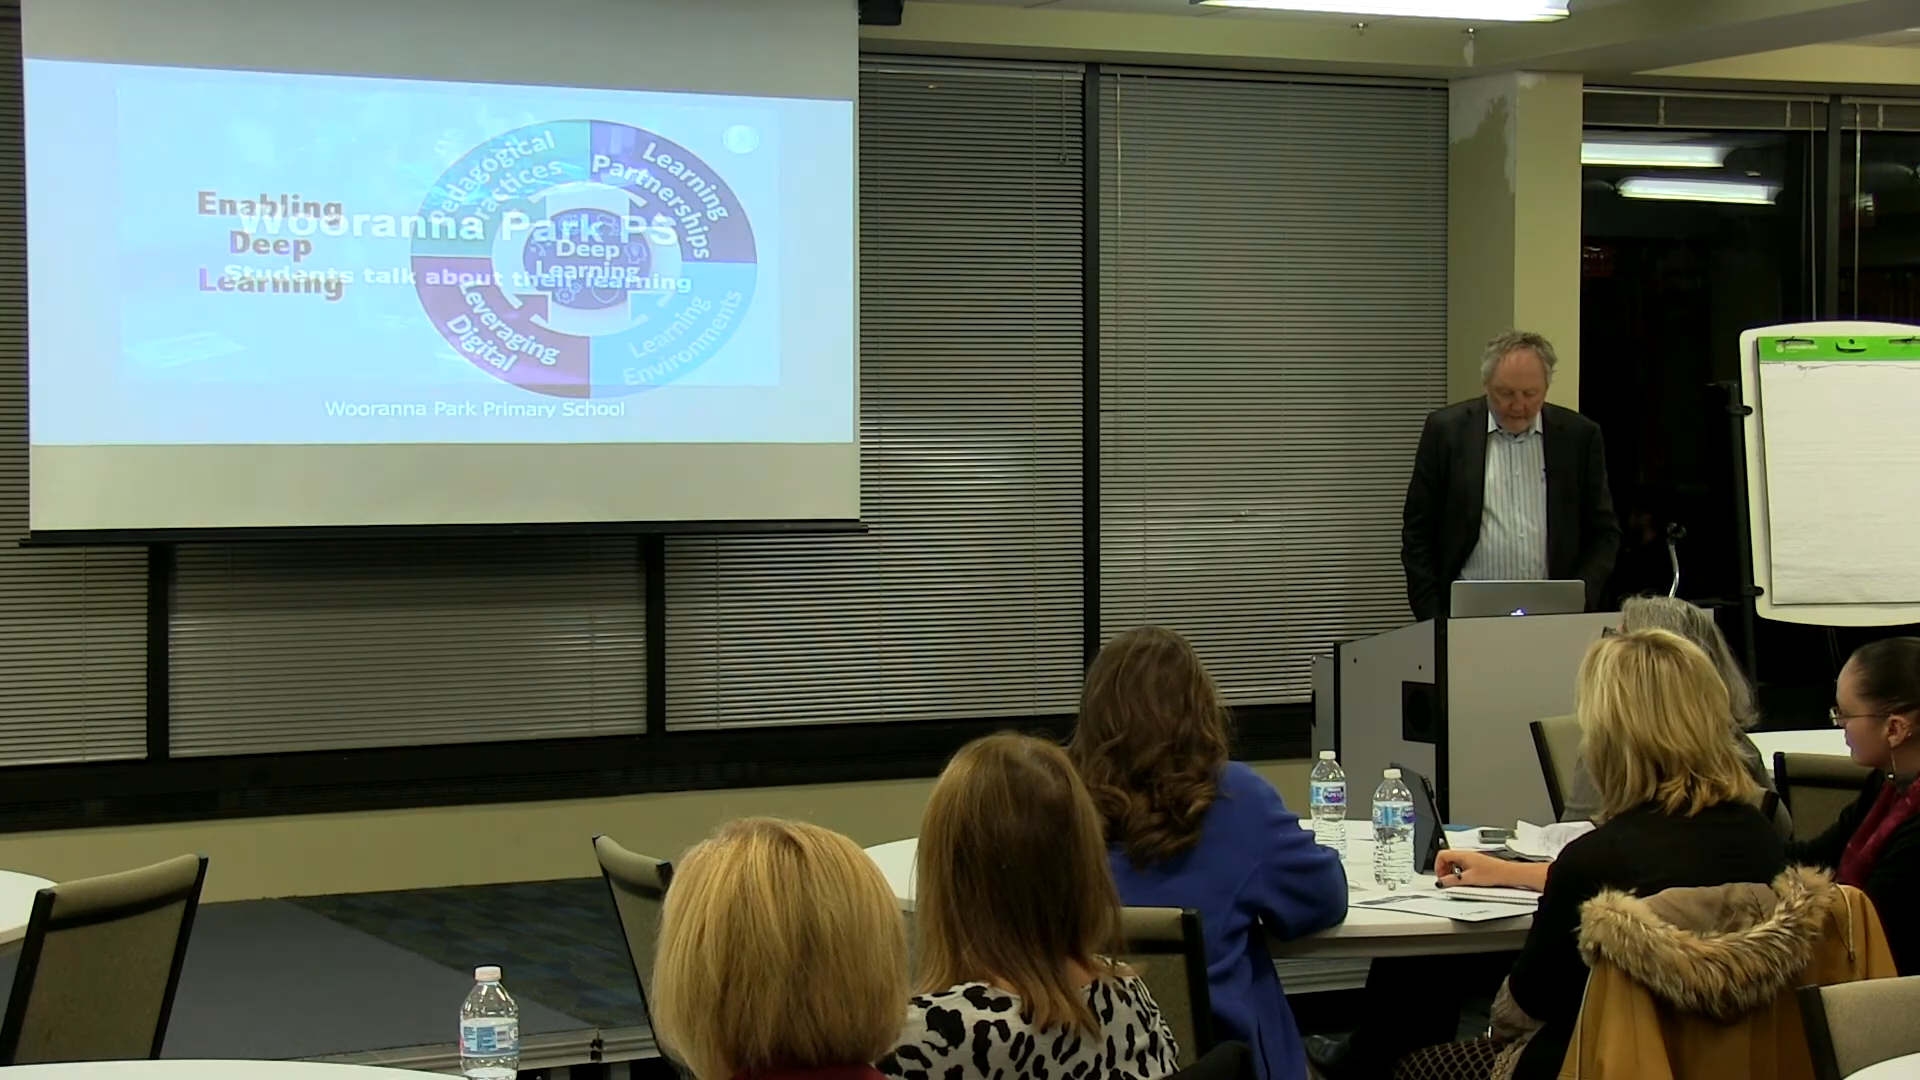 Enabling
Deep
Learning
Wooranna Park PS
Students talk about their learning
Pedagogical
Practices
Learning
Partnerships
Deep
Learning
Leveraging
Digital
Learning
Environments
Wooranna Park Primary School